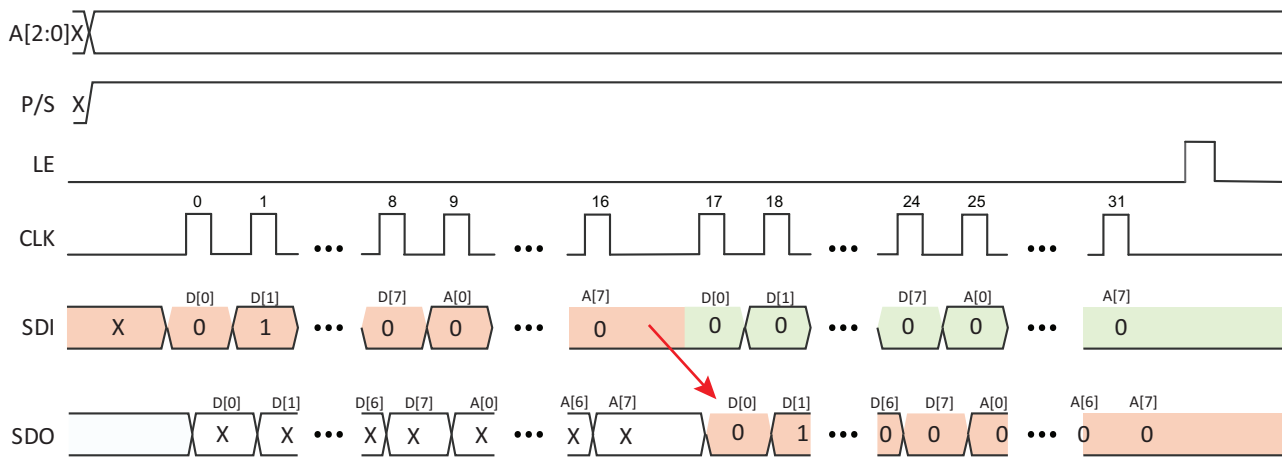 A[2:0] X
P/S X
LE
0 1 8 9 16 17 18 24 25 31
CLK ••• ••• ••• •••
D[0] D[1] D[7] A[0] A[7] D[0] D[1] D[7] A[0] A[7]
SDI X 0 1 ••• 0 0 ••• 0 0 0 ••• 0 0 ••• 0
D[0] D[1] D[6] D[7] A[0] A[6] A[7] D[0] D[1] D[6] D[7] A[0] A[6] A[7]
SDO X X ••• X X X ••• X X 0 1 ••• 0 0 0 ••• 0 0